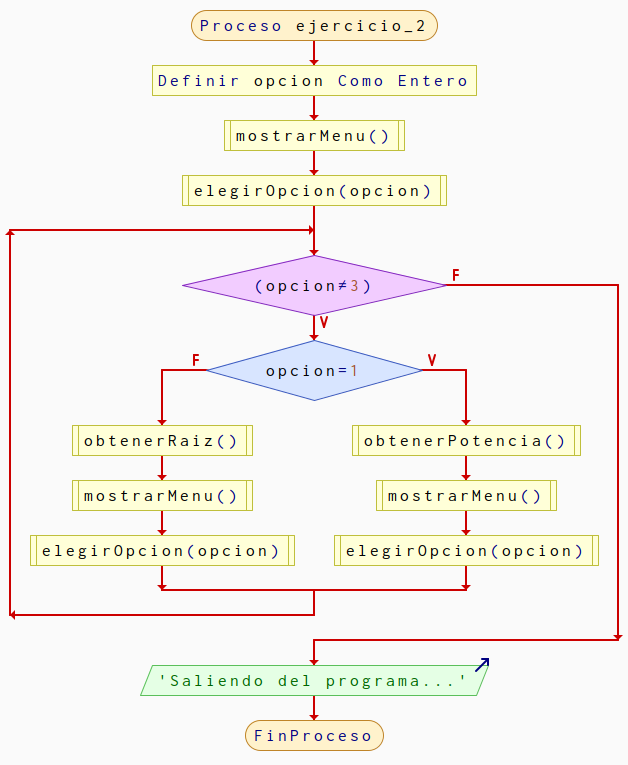 Proceso ejercicio_2
Definir opcion Como Entero
mostrarMenu()
elegirOpcion(opcion)
(opcion≠3)
F
V
opcion=1
F
V
obtenerRaiz()
obtenerPotencia()
mostrarMenu()
mostrarMenu()
elegirOpcion(opcion)
elegirOpcion(opcion)
'Saliendo del programa...'
FinProceso